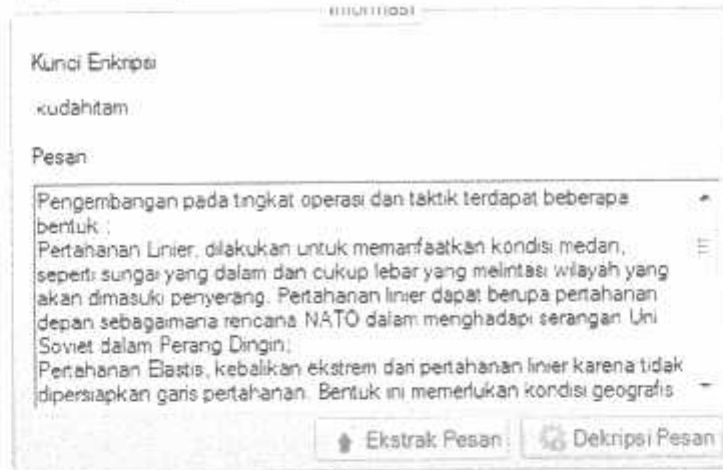 Informasi
Kunci Enkripsi
kudahitam
Pesan
Pengembangan pada tingkat operasi dan taktik terdapat beberapa
bentuk :
Pertahanan Linier, dilakukan untuk memanfaatkan kondisi medan,
seperti sungai yang dalam dan cukup lebar yang melintasi wilayah yang
akan dimasuki penyerang. Pertahanan linier dapat berupa pertahanan
depan sebagaimana rencana NATO dalam menghadapi serangan Uni
Soviet dalam Perang Dingin;
Pertahanan Elastis, kebalikan ekstrem dari pertahanan linier karena tidak
dipersiapkan garis pertahanan. Bentuk ini memerlukan kondisi geografis
Ekstrak Pesan
Dekripsi Pesan